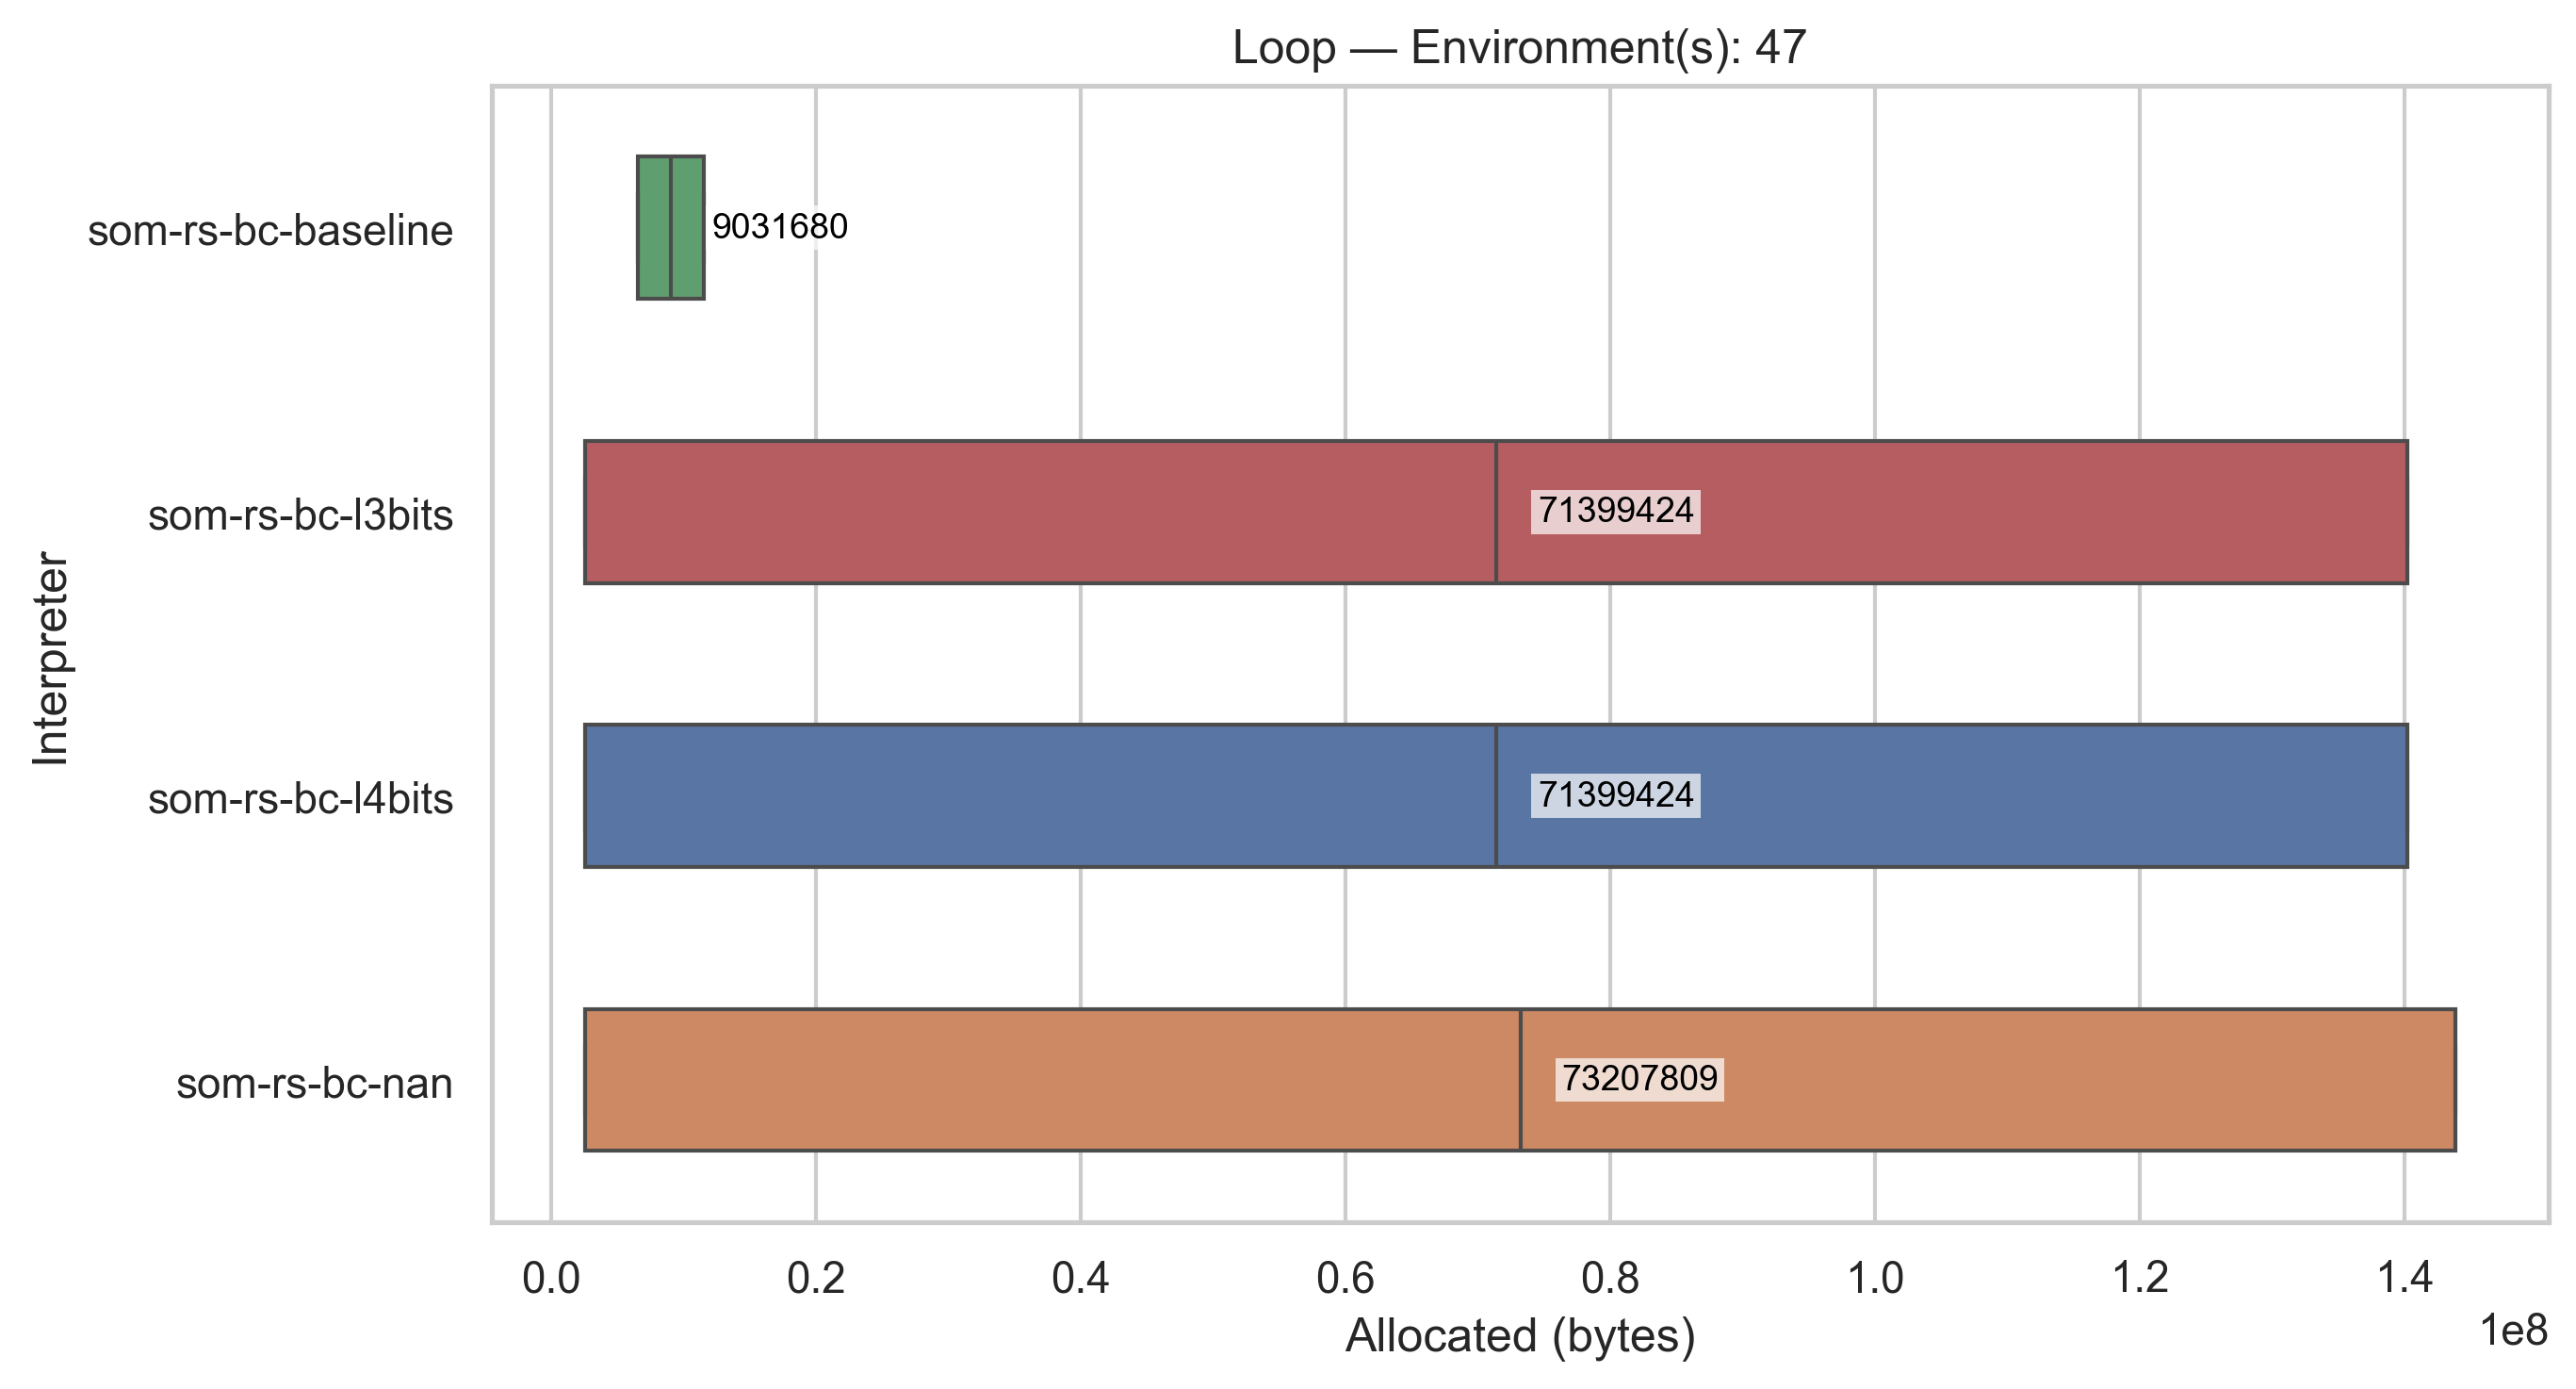 Loop — Environment(s): 47
som-rs-bc-baseline
9031680
som-rs-bc-l3bits
71399424
som-rs-bc-l4bits
71399424
som-rs-bc-nan
73207809
Interpreter
0.0 0.2 0.4 0.6 0.8 1.0 1.2 1.4
1e8
Allocated (bytes)